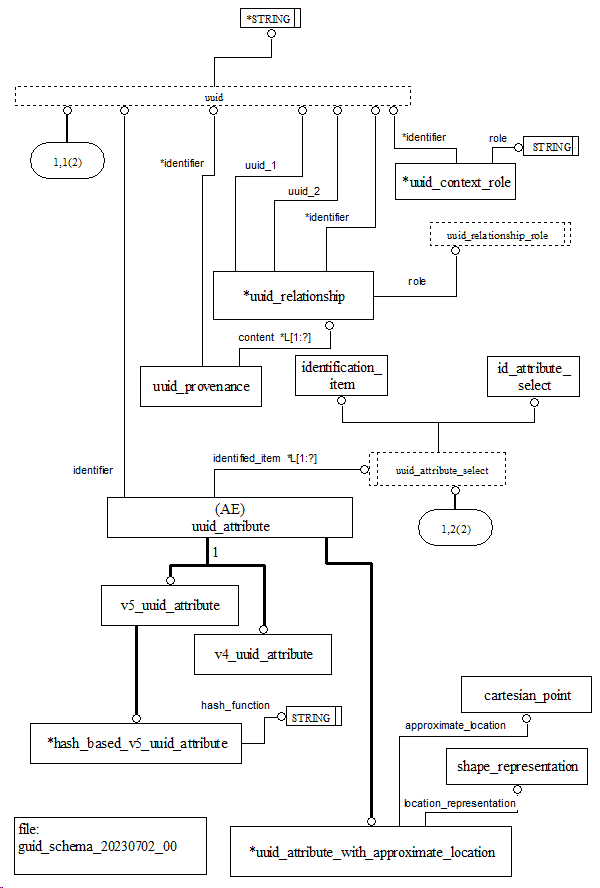 *STRING
uuid
1,1(2)
*identifier
role
STRING
*identifier
uuid_1
*uuid_context_role
uuid_2
*identifier
uuid_relationship_role
role
*uuid_relationship
content *L[1:?]
uuid_provenance
identification_
item
id_attribute_
select
identifier
identified_item *L[1:?]
uuid_attribute_select
(AE)
uuid_attribute
1,2(2)
1
v5_uuid_attribute
v4_uuid_attribute
cartesian_point
hash_function
STRING
approximate_location
*hash_based_v5_uuid_attribute
shape_representation
location_representation
file:
guid_schema_20230702_00
*uuid_attribute_with_approximate_location